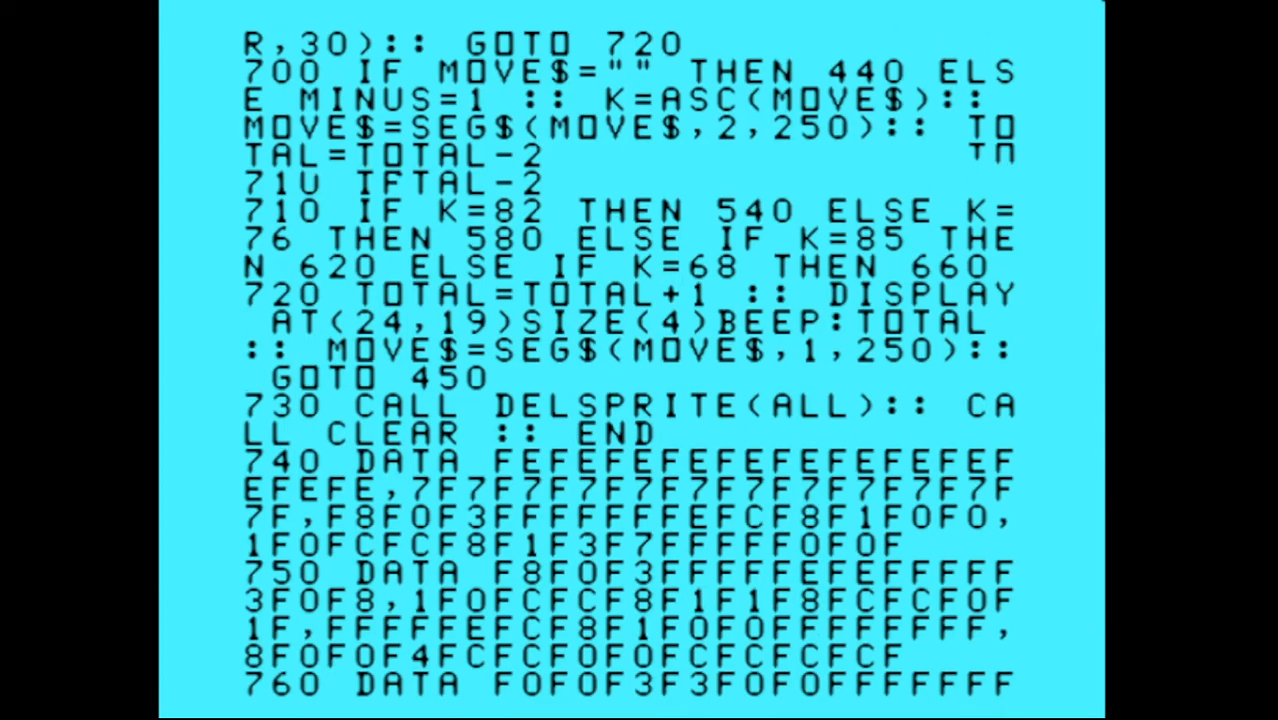 R,30):: GOTO 720
700 IF MOVE$="" THEN 440 ELS
E MINUS=1 :: K=ASC(MOVE$)::
MOVE$=SEG$(MOVE$,2,250):: TO
TAL=TOTAL-2
710 IF K=82 THEN 540 ELSE K=
76 THEN 580 ELSE IF K=85 THE
N 620 ELSE IF K=68 THEN 660
720 TOTAL=TOTAL+1 :: DISPLAY
AT(24,19)SIZE(4)BEEP:TOTAL
:: MOVE$=SEG$(MOVE$,1,250)::
GOTO 450
730 CALL DELSPRITE(ALL):: CA
LL CLEAR :: END
740 DATA FEFEFEFEFEFEFEFEFEF
EFEFE,7F7F7F7F7F7F7F7F7F7F7F
7F,F8F0F3FFFFFFFEFCF8F1F0F0,
1F0FCFCF8F1F3F7FFFFF0F0F
750 DATA F8F0F3FFFFFEFEFFFFF
3F0F8,1F0FCFCF8F1F1F8FCFCF0F
1F,FFFFFEFCF8F1F0F0FFFFFFFF,
8F0F0F4FCFCF0F0FCFCFCFCF
760 DATA F0F0F3F3F0F0FFFFFFF